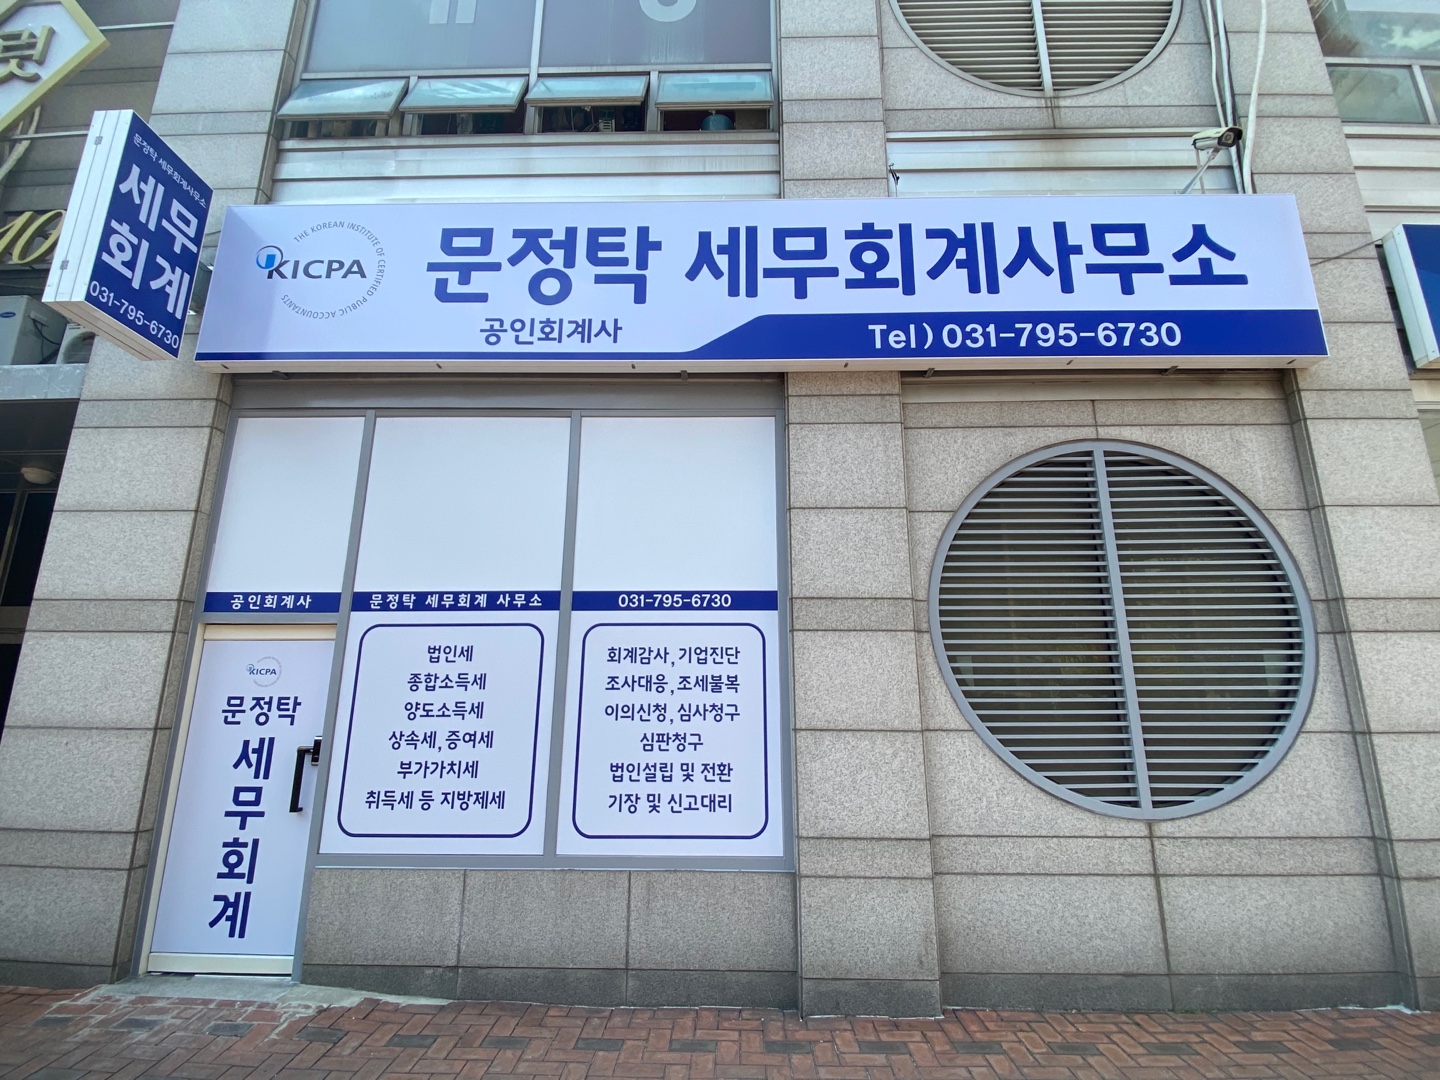 문정탁 세무회계사무소
세무
회계
031-795-6730
THE KOREAN INSTITUTE OF CERTIFIED PUBLIC ACCOUNTANTS
KICPA
문정탁 세무회계사무소
공인회계사
Tel) 031-795-6730
공인회계사
문정탁 세무회계 사무소
031-795-6730
KICPA
문정탁
세무회계
법인세
종합소득세
양도소득세
상속세, 증여세
부가가치세
취득세 등 지방제세
회계감사, 기업진단
조사대응, 조세불복
이의신청, 심사청구
심판청구
법인설립 및 전환
기장 및 신고대리